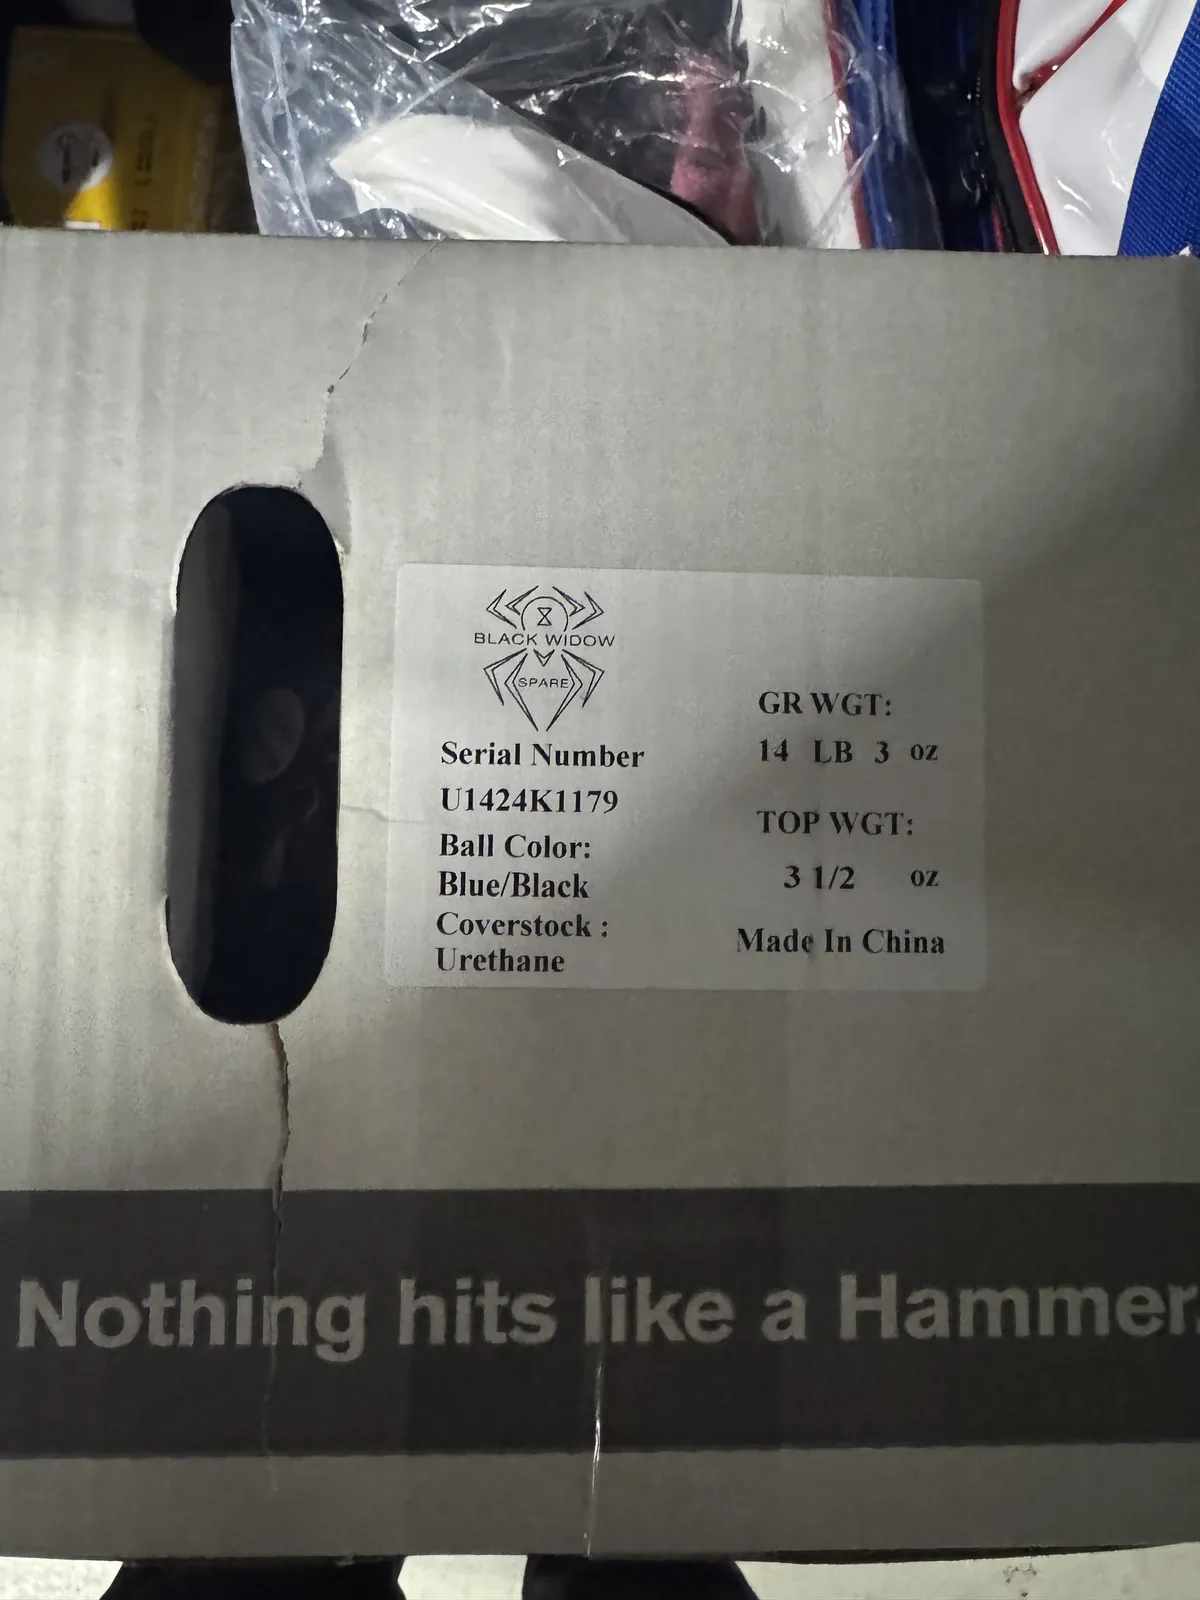 BLACK WIDOW
SPARE
Serial Number
U1424K1179
Ball Color:
Blue/Black
Coverstock :
Urethane
GR WGT:
14 LB 3 oz
TOP WGT:
3 1/2 oz
Made In China
Nothing hits like a Hammer.